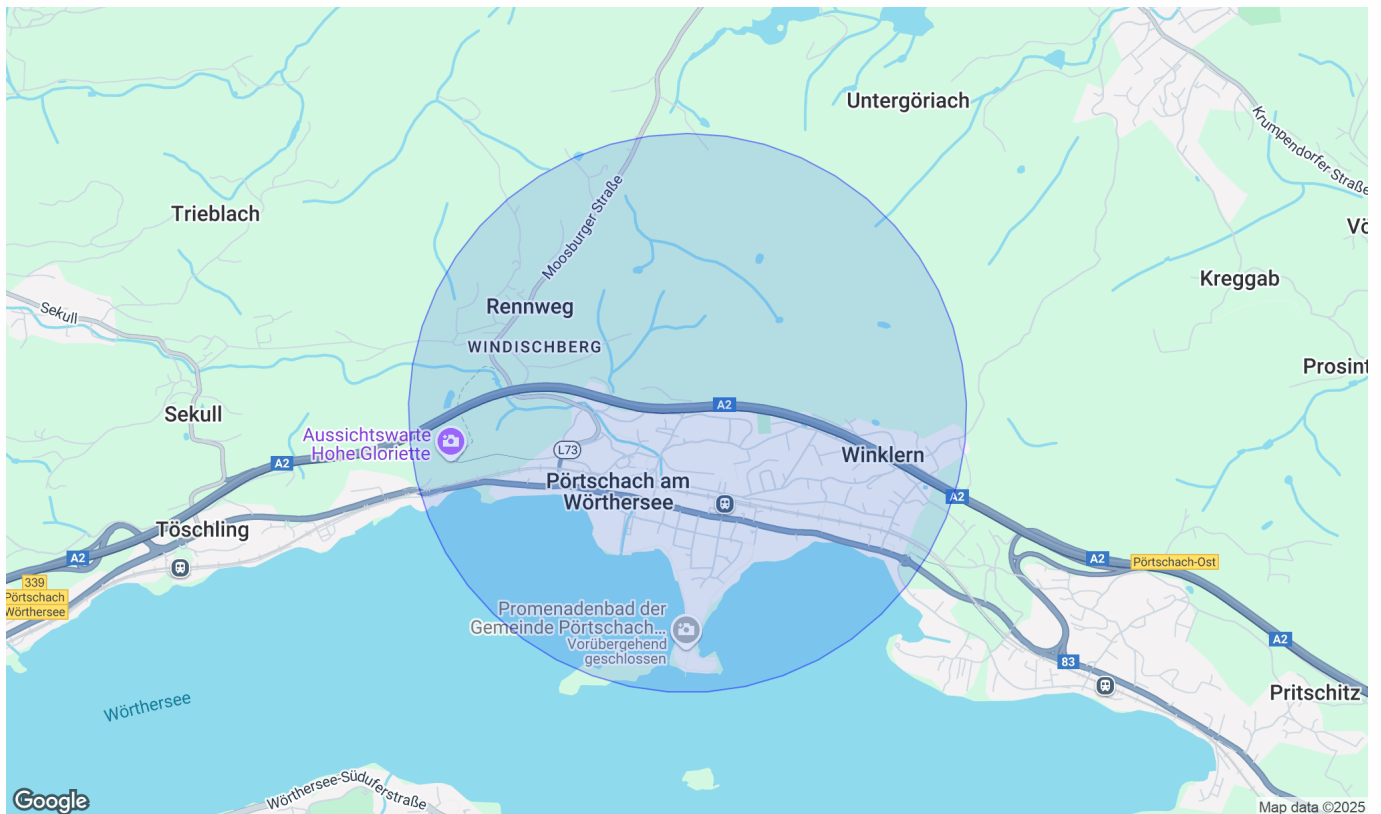 Untergöriach
Krumpendorfer-Straße
Trieblach
Moosburger Straße
Kreggab
Sekull
Rennweg
WINDISCHBERG
Sekull
A2
Aussichtswarte
Hohe Gloriette
L73
Winklern
A2
Pörtschach am
Wörthersee
A2
Töschling
A2
A2
Pörtschach-Ost
339
Pörtschach
Wörthersee
Promenadenbad der
Gemeinde Pörtschach...
Vorübergehend
geschlossen
A2
83
Pritschitz
Wörthersee
Wörthersee-Süduferstraße
Google
Map data ©2025